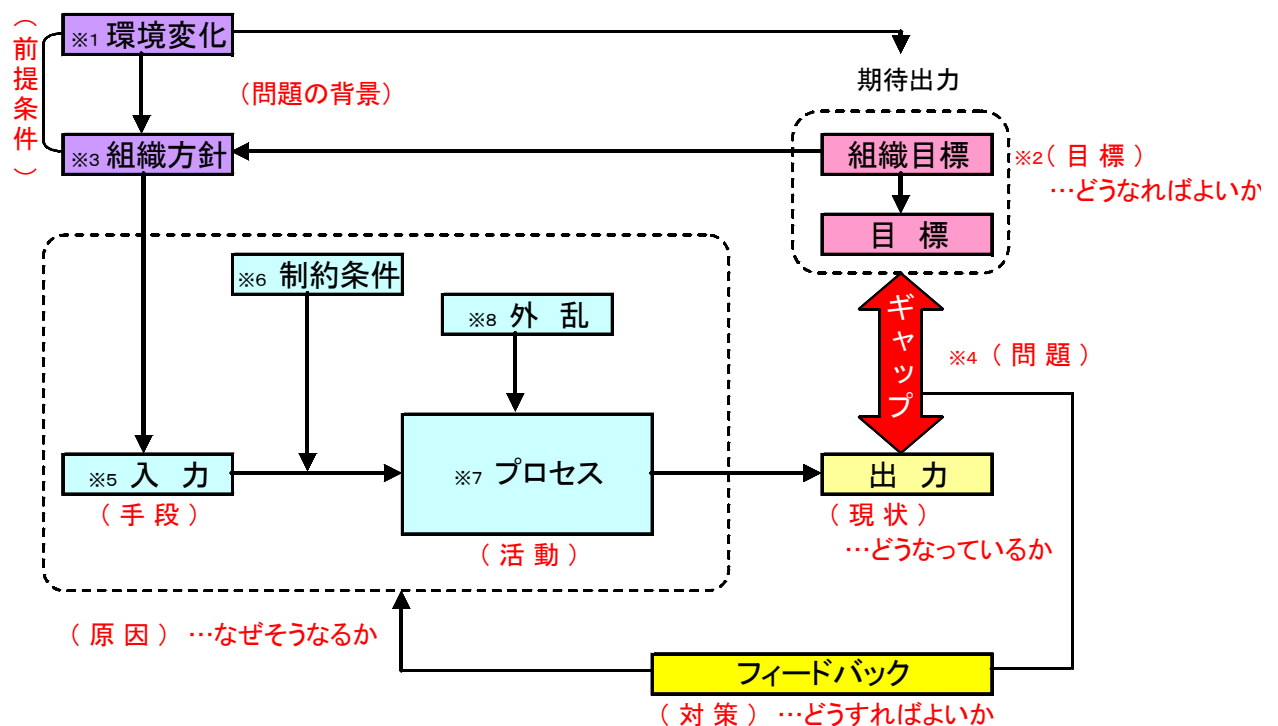 （前提条件）
※1 環境変化
（問題の背景）
期待出力
※3 組織方針
組織目標
※2（ 目 標 ）
…どうなればよいか
目 標
※6 制約条件
※8 外 乱
ギャップ
※4 （ 問 題 ）
※5 入 力
（ 手 段 ）
※7 プロセス
（ 活 動 ）
出 力
（ 現 状 ）
…どうなっているか
（ 原 因 ） …なぜそうなるか
フィードバック
（ 対 策 ） …どうすればよいか